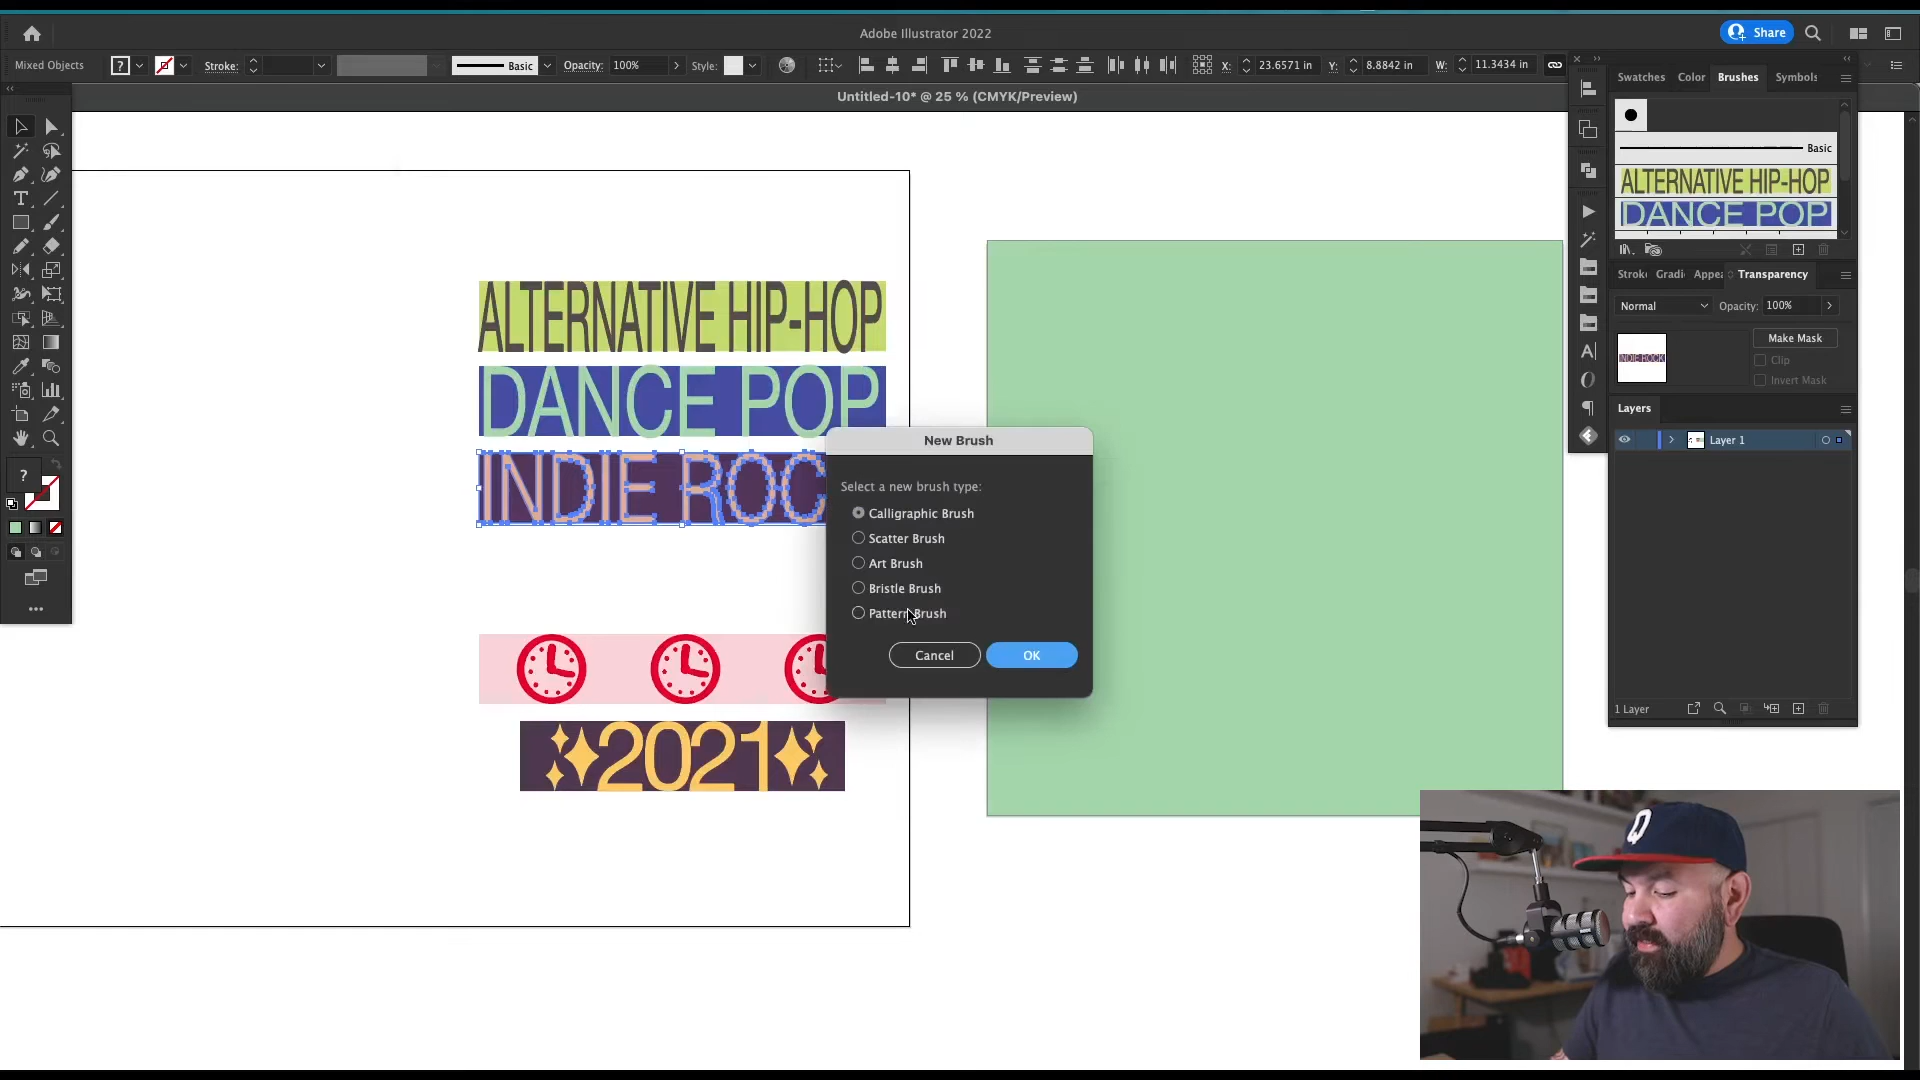 Adobe Illustrator 2022
Share
Mixed Objects
?
Stroke:
Basic
Opacity:
100%
Style:
X:
23.6571 in
Y:
8.8842 in
W:
11.3434 in
Untitled-10* @ 25 % (CMYK/Preview)
Swatches
Color
Brushes
Symbols
Basic
ALTERNATIVE HIP-HOP
DANCE POP
Stroke
Gradi
Appea
Transparency
Normal
Opacity:
100%
INDIE ROCK
Make Mask
Clip
Invert Mask
Layers
Layer 1
1 Layer
ALTERNATIVE HIP-HOP
DANCE POP
INDIE ROC
2021
New Brush
Select a new brush type:
Calligraphic Brush
Scatter Brush
Art Brush
Bristle Brush
Pattern Brush
Cancel
OK
?